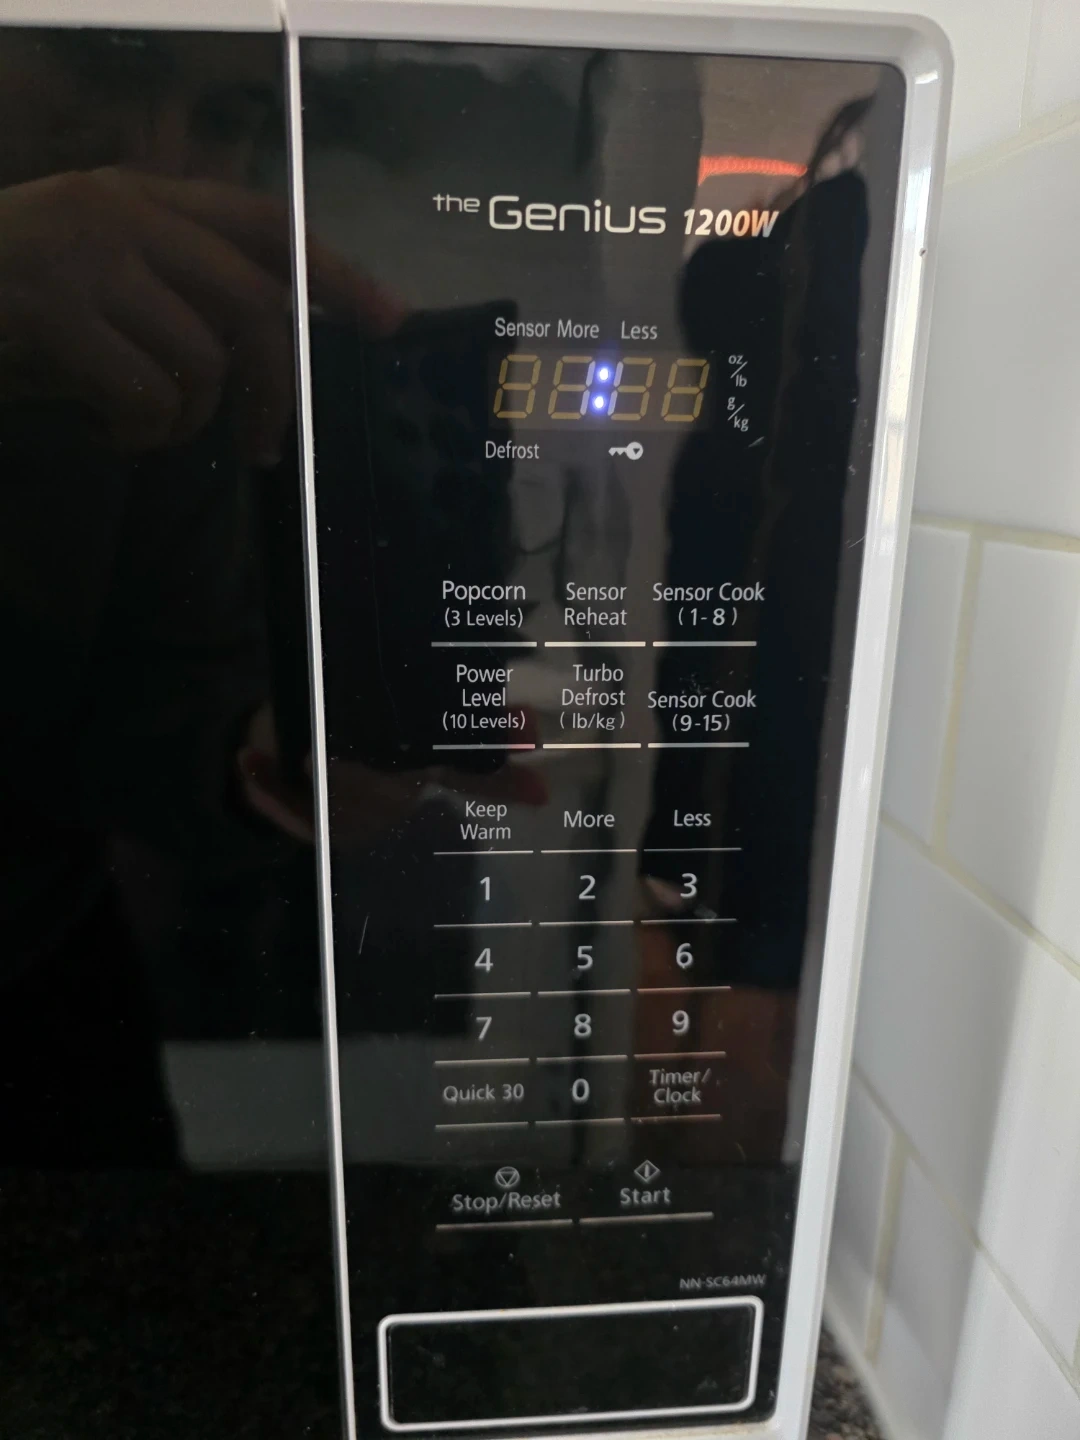 the Genius 1200W
Sensor More Less
:
oz/lb
g/kg
Defrost
Popcorn
(3 Levels)
Sensor
Reheat
Sensor Cook
(1-8)
Power
Level
(10 Levels)
Turbo
Defrost
(lb/kg)
Sensor Cook
(9-15)
Keep
Warm
More
Less
1 2 3
4 5 6
7 8 9
Quick 30
0
Timer/
Clock
Stop/Reset
Start
NN-SC64MW